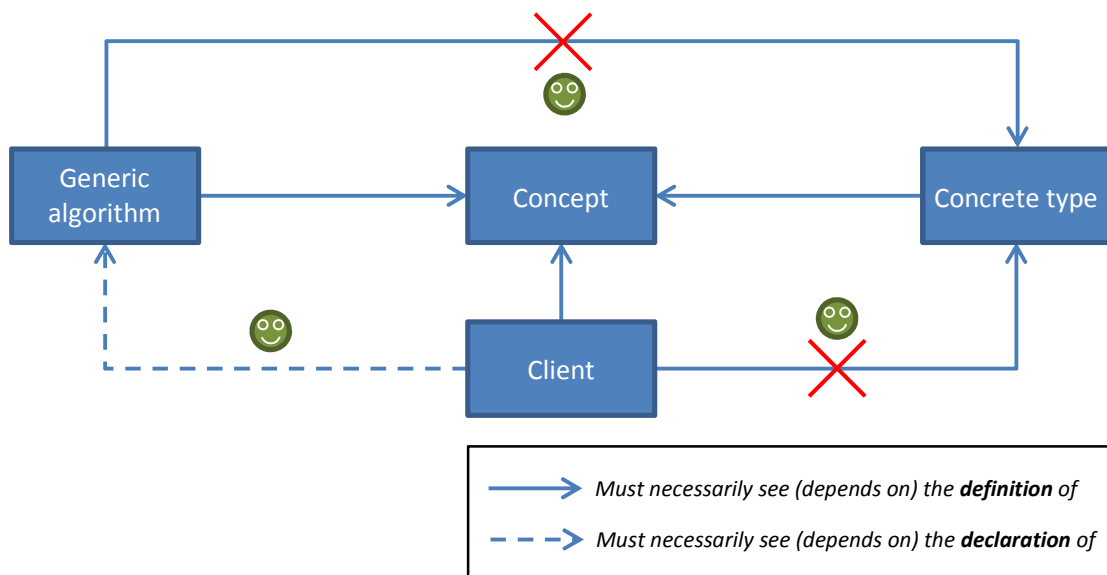 Generic
algorithm
Concept
Concrete type
Client
Must necessarily see (depends on) the definition of
Must necessarily see (depends on) the declaration of